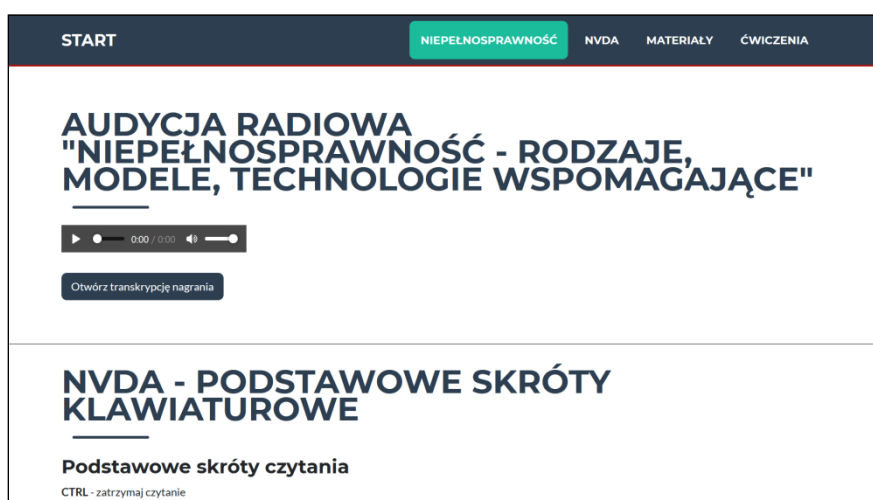 START
NIEPEŁNOSPRAWNOŚĆ NVDA MATERIAŁY ĆWICZENIA
AUDYCJA RADIOWA
"NIEPEŁNOSPRAWNOŚĆ - RODZAJE,
MODELE, TECHNOLOGIE WSPOMAGAJĄCE"
0:00 / 0:00
Otwórz transkrypcję nagrania
NVDA - PODSTAWOWE SKRÓTY
KLAWIATUROWE
Podstawowe skróty czytania
CTRL - zatrzymaj czytanie